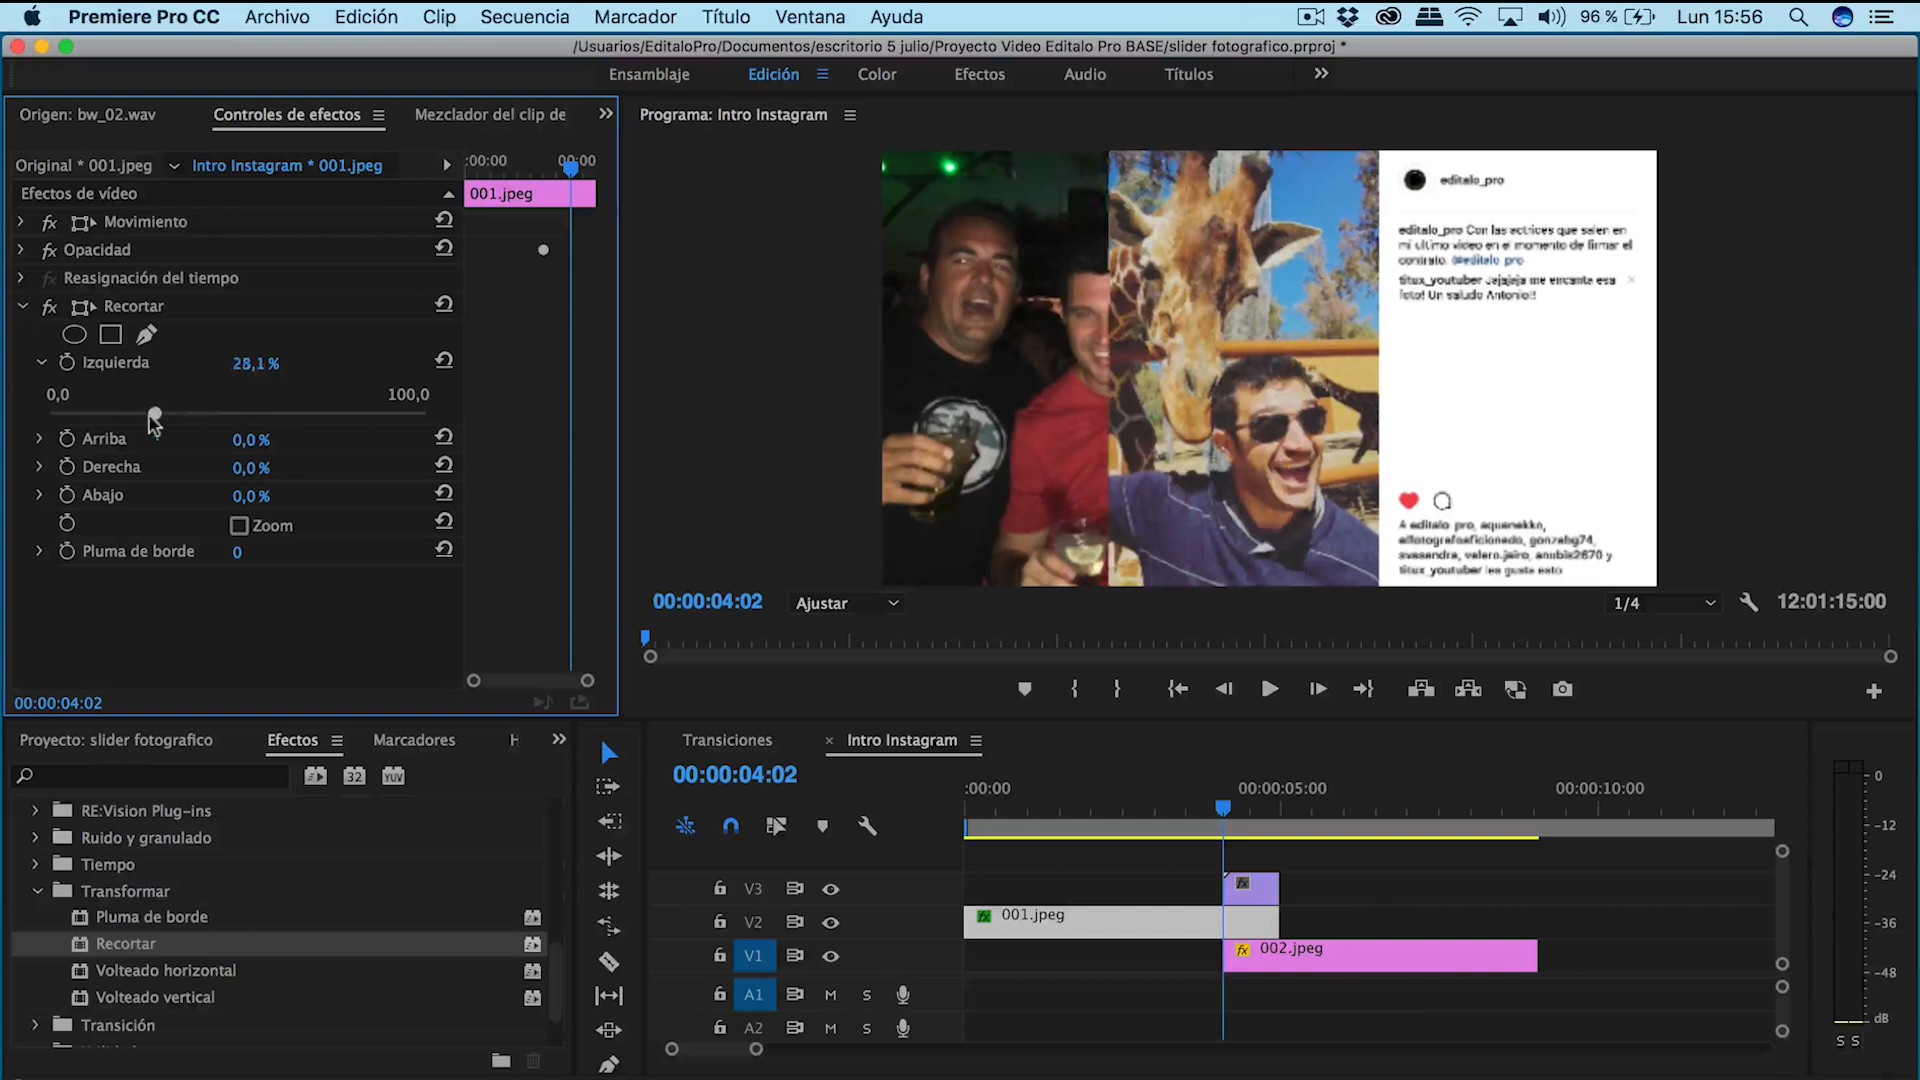 Premiere Pro CC Archivo Edición Clip Secuencia Marcador Título Ventana Ayuda 96 % Lun 15:56
/Usuarios/EditaloPro/Documentos/escritorio 5 julio/Proyecto Video Editalo Pro BASE/slider fotografico.prproj *
Ensamblaje Edición Color Efectos Audio Títulos
Origen: bw_02.wav Controles de efectos Mezclador del clip de
Programa: Intro Instagram
Original * 001.jpeg Intro Instagram * 001.jpeg :00:00 00:00
Efectos de vídeo 001.jpeg
fx Movimiento
fx Opacidad
fx Reasignación del tiempo
fx Recortar
Izquierda 28,1 %
0,0 100,0
Arriba 0,0 %
Derecha 0,0 %
Abajo 0,0 %
Zoom
Pluma de borde 0
00:00:04:02
editalo_pro
editalo_pro Con las actrices que salen en
mi ultimo video en el momento de firmar el
contrato. @editalo_pro
titux_youtuber Jajajaja me encanta esa
foto! Un saludo Antonio!!
A editalo_pro, aquanekko,
elfotografoaficionado, gonzabg74,
svasandra, valero.jairo, anubis2670 y
titux_youtuber les gusta esto
00:00:04:02 Ajustar 1/4 12:01:15:00
Proyecto: slider fotografico Efectos Marcadores H
32 YUV
RE:Vision Plug-ins
Ruido y granulado
Tiempo
Transformar
Pluma de borde
Recortar
Volteado horizontal
Volteado vertical
Transición
Transiciones × Intro Instagram
00:00:04:02
:00:00 00:00:05:00 00:00:10:00
V3 fx
V2 fx 001.jpeg
V1 fx 002.jpeg
A1 M S
A2 M S
0
-12
-24
-36
-48
dB
S S